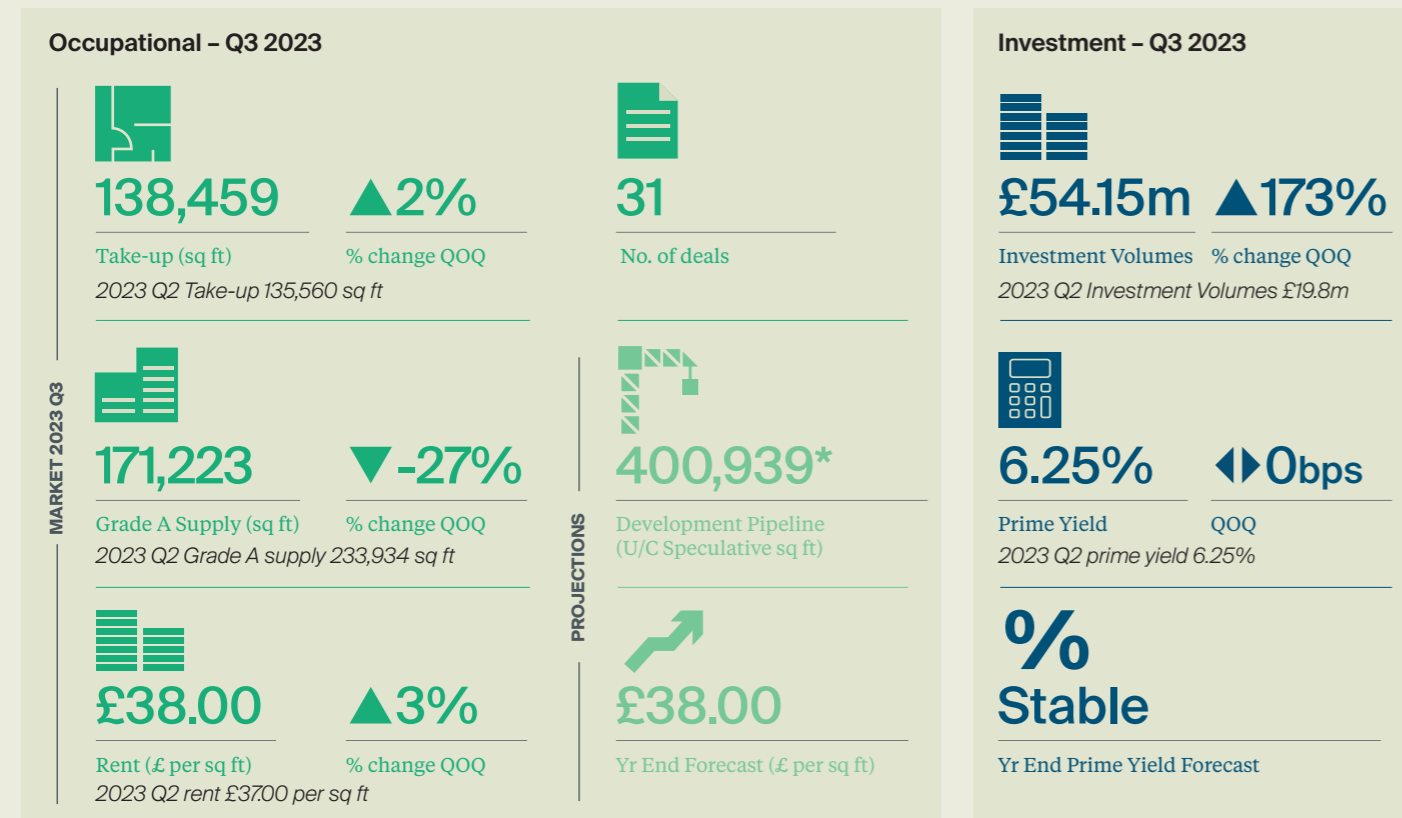 Occupational – Q3 2023
MARKET 2023 Q3
138,459
▲2%
Take-up (sq ft)
% change QOQ
2023 Q2 Take-up 135,560 sq ft
31
No. of deals
171,223
▼-27%
Grade A Supply (sq ft)
% change QOQ
2023 Q2 Grade A supply 233,934 sq ft
£38.00
▲3%
Rent (£ per sq ft)
% change QOQ
2023 Q2 rent £37.00 per sq ft
PROJECTIONS
400,939*
Development Pipeline
(U/C Speculative sq ft)
£38.00
Yr End Forecast (£ per sq ft)
Investment – Q3 2023
£54.15m
▲173%
Investment Volumes
% change QOQ
2023 Q2 Investment Volumes £19.8m
6.25%
0bps
Prime Yield
QOQ
2023 Q2 prime yield 6.25%
%
Stable
Yr End Prime Yield Forecast